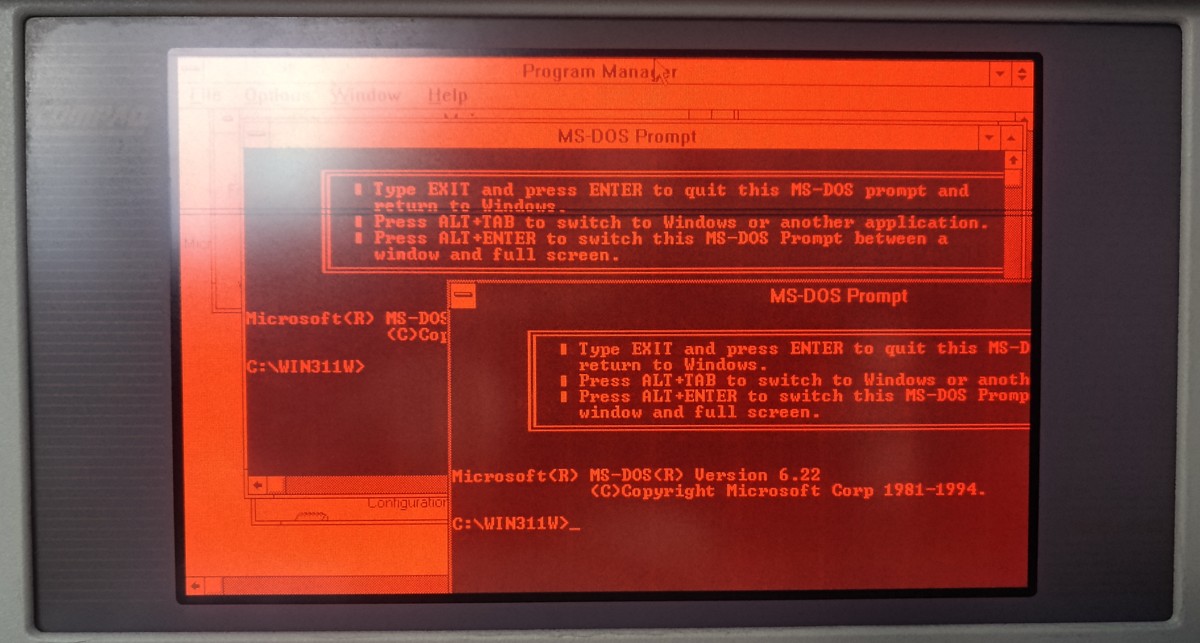 COMPAQ
Program Manager
File Options Window Help
MS-DOS Prompt
Type EXIT and press ENTER to quit this MS-DOS prompt and
return to Windows.
Press ALT+TAB to switch to Windows or another application.
Press ALT+ENTER to switch this MS-DOS Prompt between a
window and full screen.
Microsoft(R) MS-DOS
(C)Cop
C:\WIN311W>
Configuration
MS-DOS Prompt
Type EXIT and press ENTER to quit this MS-D
return to Windows.
Press ALT+TAB to switch to Windows or anoth
Press ALT+ENTER to switch this MS-DOS Promp
window and full screen.
Microsoft(R) MS-DOS(R) Version 6.22
(C)Copyright Microsoft Corp 1981-1994.
C:\WIN311W>_